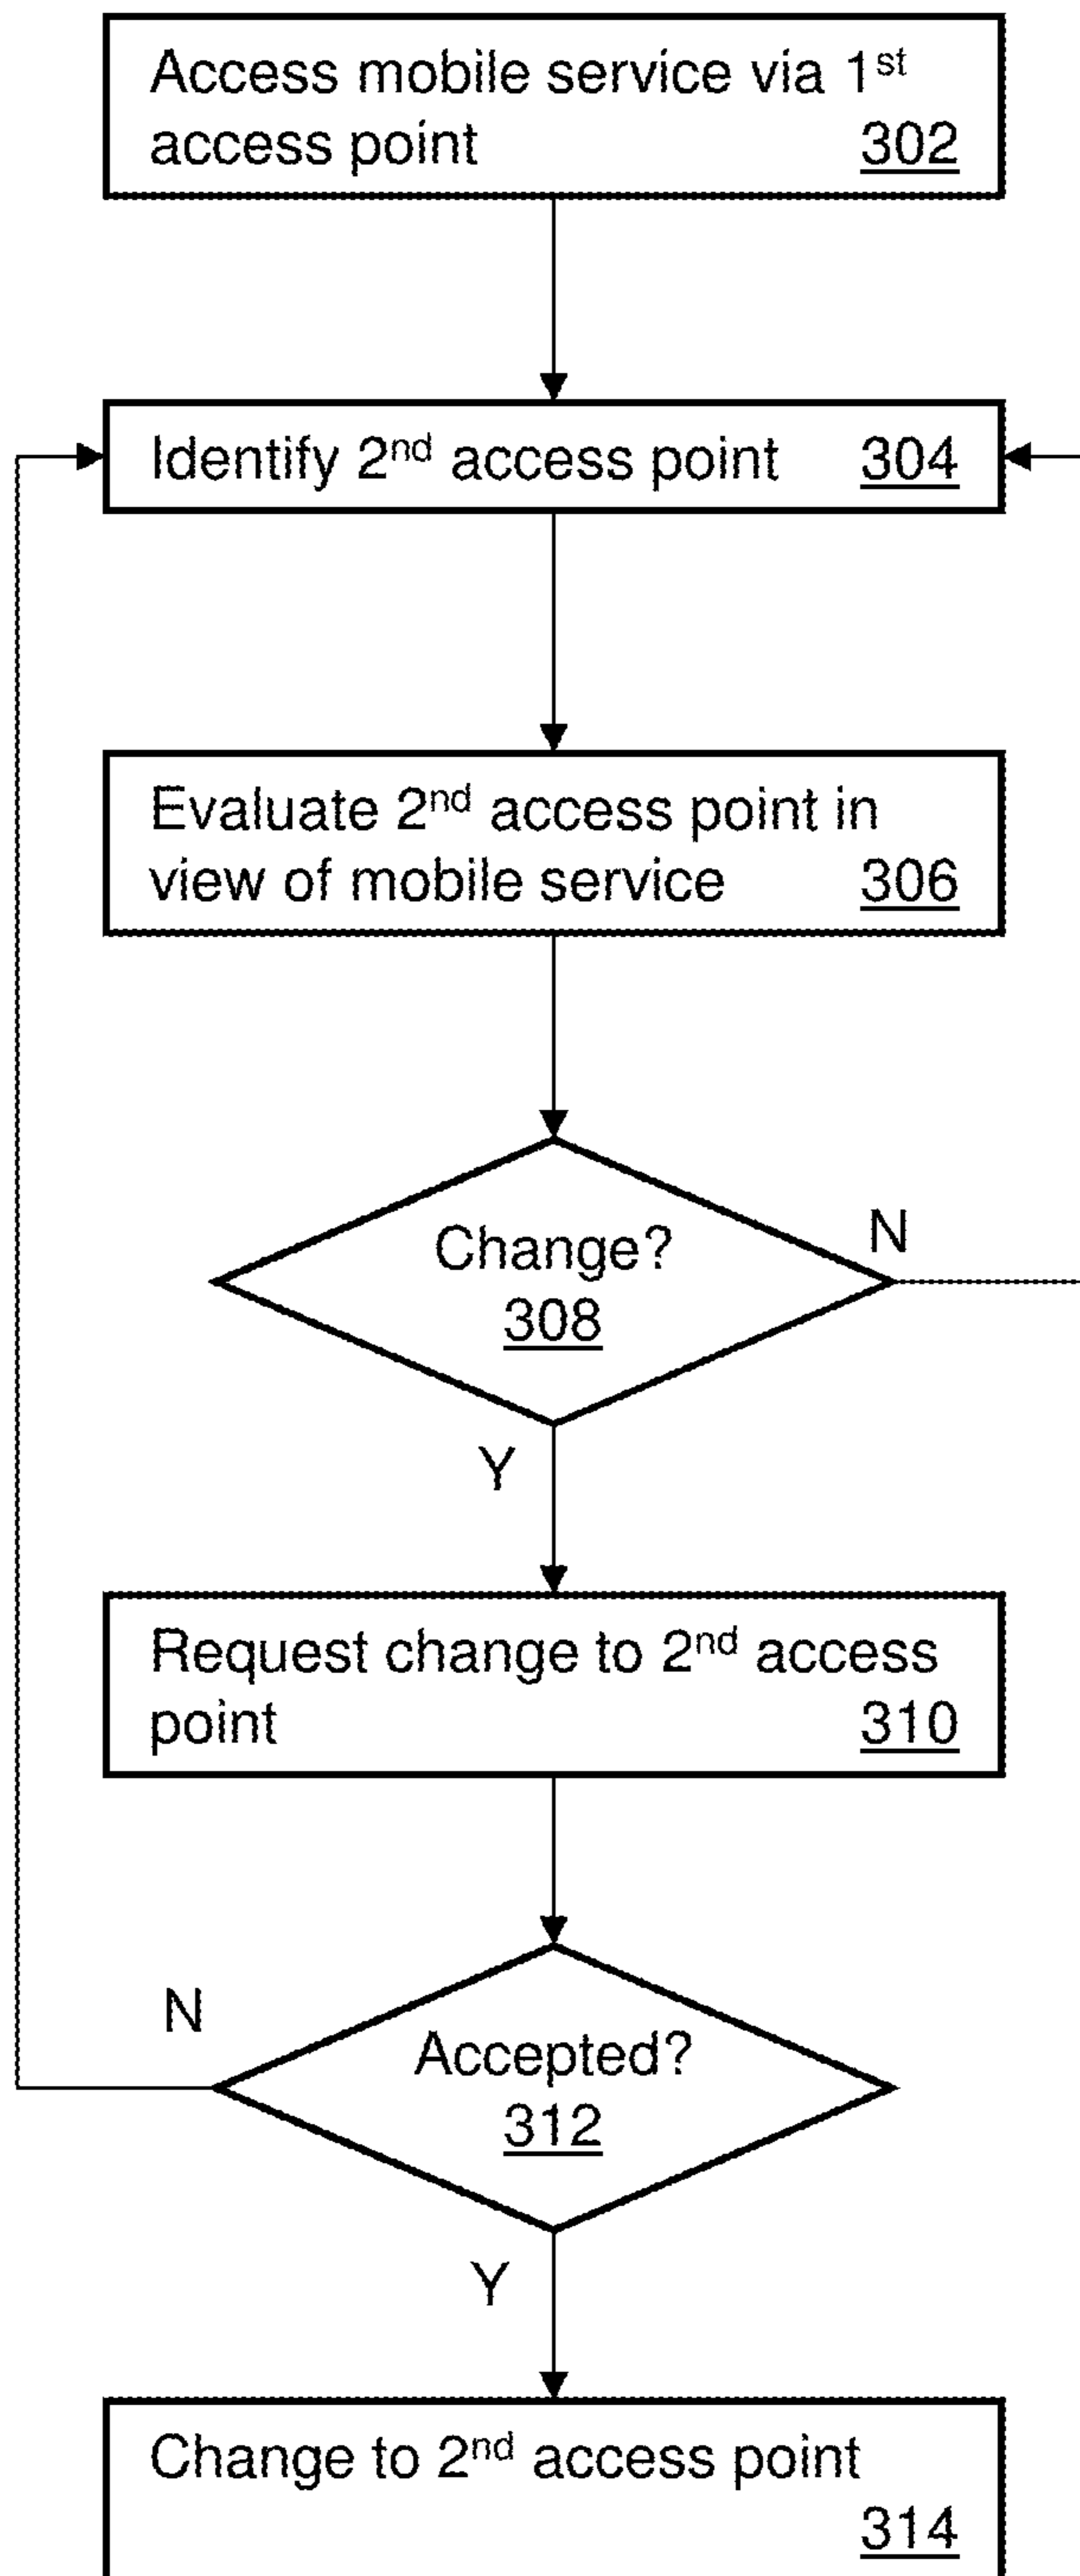 Access mobile service via 1st
access point 302
Identify 2nd access point 304
Evaluate 2nd access point in
view of mobile service 306
Change?
308
N
Y
Request change to 2nd access
point 310
N
Accepted?
312
Y
Change to 2nd access point
314